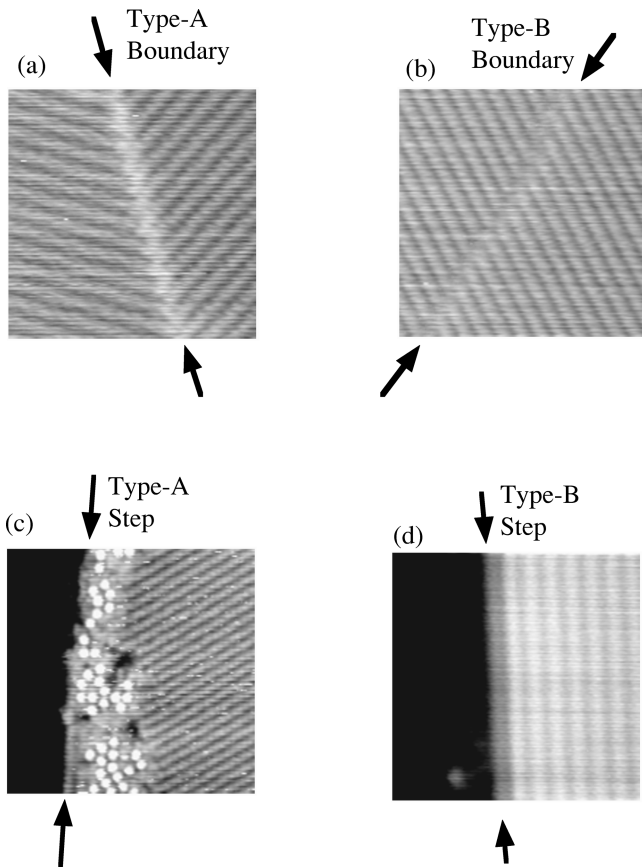 Type-A
Boundary
(a)
Type-B
Boundary
(b)
Type-A
Step
(c)
Type-B
Step
(d)